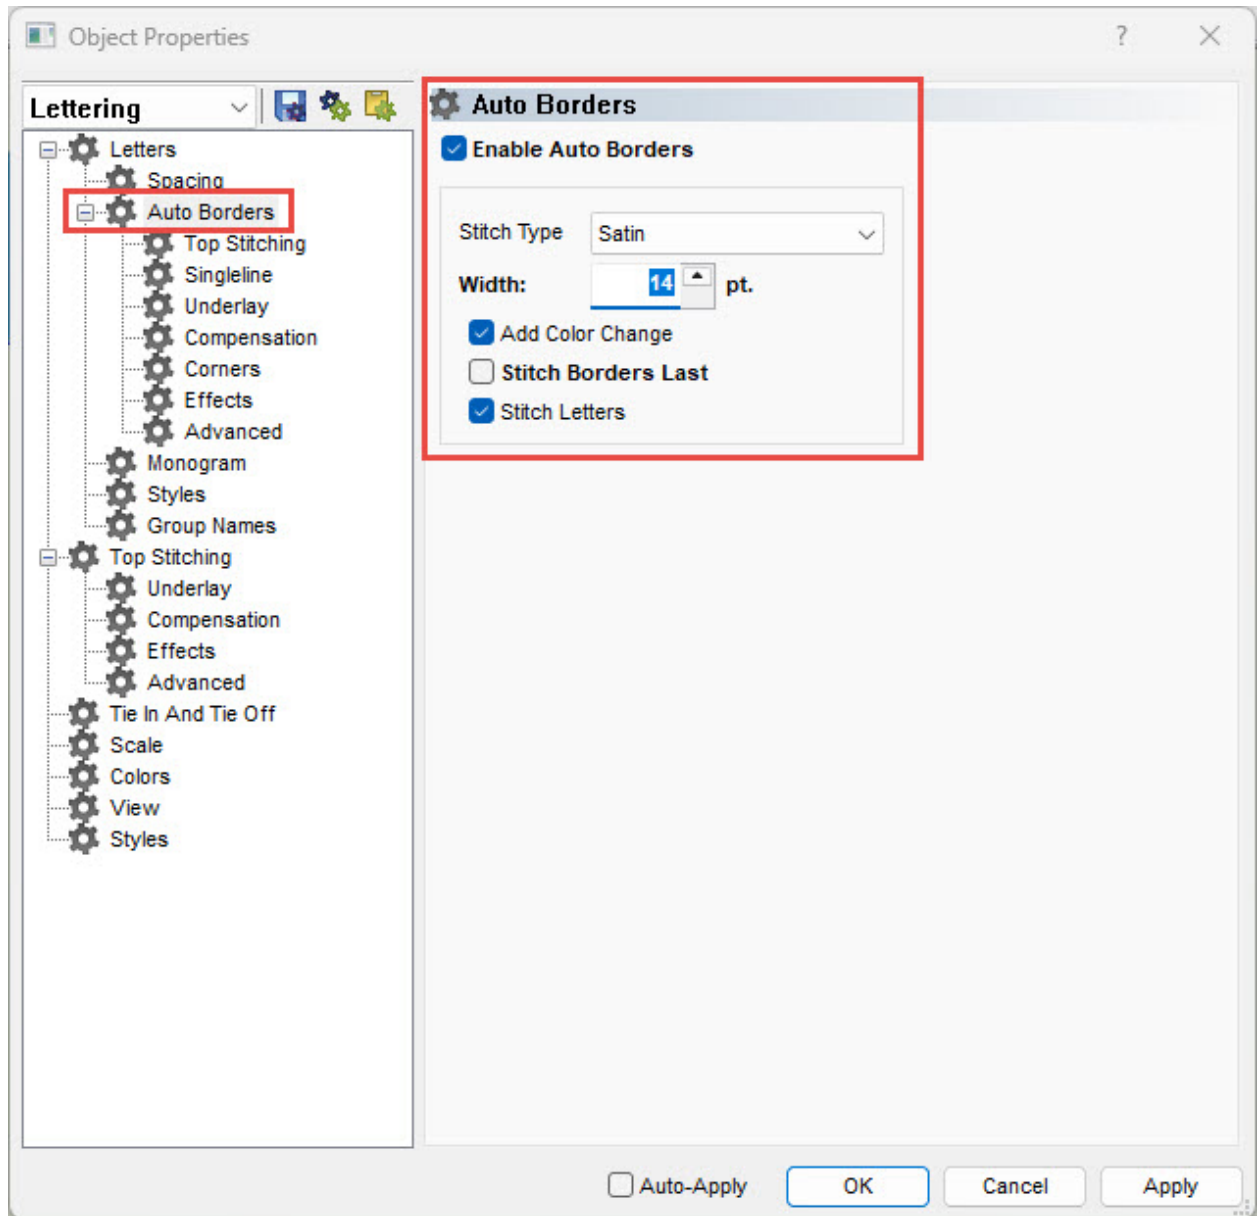 Object Properties
?
Lettering
Letters
Spacing
Auto Borders
Top Stitching
Singleline
Underlay
Compensation
Corners
Effects
Advanced
Monogram
Styles
Group Names
Top Stitching
Underlay
Compensation
Effects
Advanced
Tie In And Tie Off
Scale
Colors
View
Styles
Auto Borders
Enable Auto Borders
Stitch Type Satin
Width: 14 pt.
Add Color Change
Stitch Borders Last
Stitch Letters
Auto-Apply OK Cancel Apply